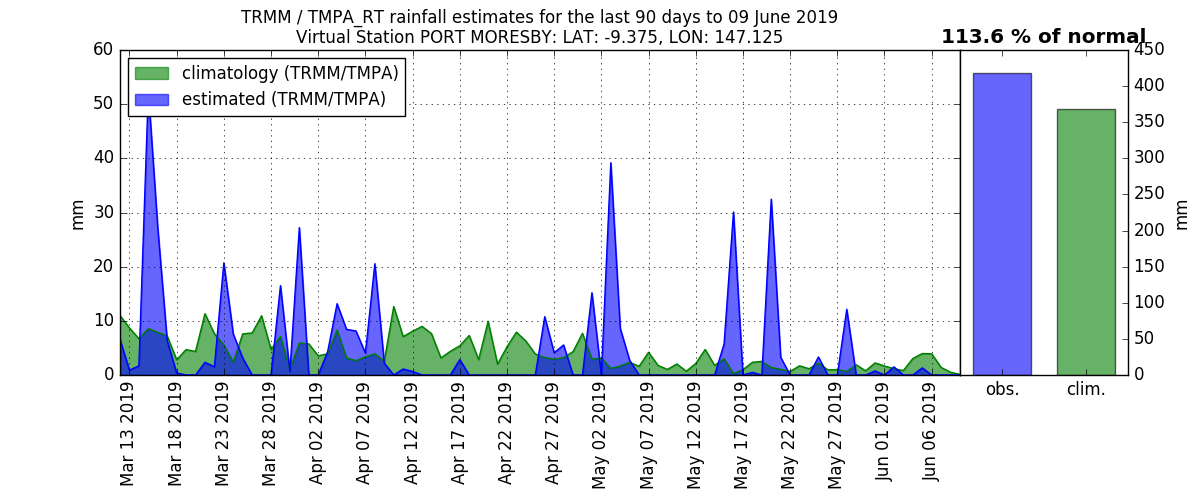 TRMM / TMPA_RT rainfall estimates for the last 90 days to 09 June 2019
Virtual Station PORT MORESBY: LAT: -9.375, LON: 147.125
113.6 % of normal
climatology (TRMM/TMPA)
estimated (TRMM/TMPA)
60
50
40
30
20
10
0
mm
450
400
350
300
250
200
150
100
50
0
mm
Mar 13 2019
Mar 18 2019
Mar 23 2019
Mar 28 2019
Apr 02 2019
Apr 07 2019
Apr 12 2019
Apr 17 2019
Apr 22 2019
Apr 27 2019
May 02 2019
May 07 2019
May 12 2019
May 17 2019
May 22 2019
May 27 2019
Jun 01 2019
Jun 06 2019
obs.
clim.